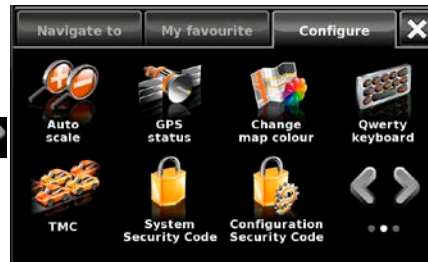 Navigate to
My favourite
Configure
Auto
scale
GPS
status
Change
map colour
Qwerty
keyboard
TMC
System
Security Code
Configuration
Security Code